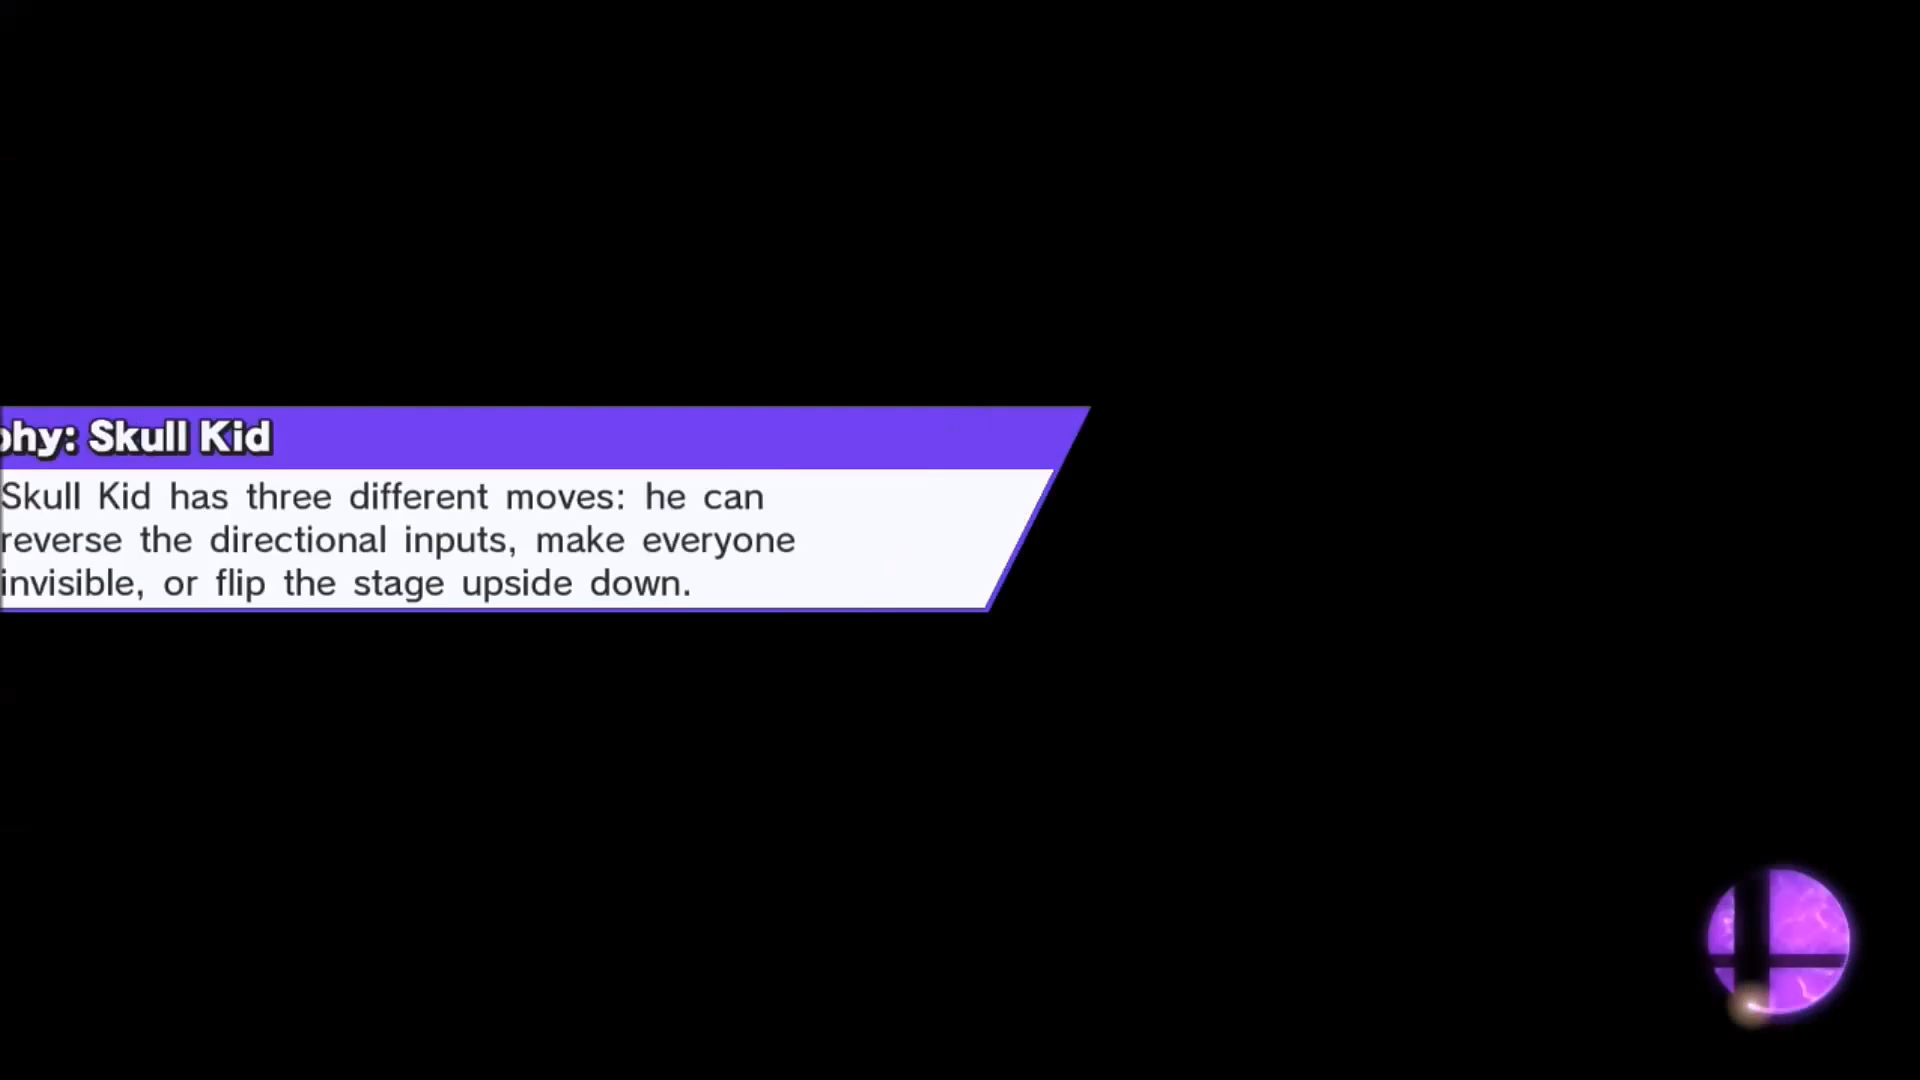 phy: Skull Kid
Skull Kid has three different moves: he can
reverse the directional inputs, make everyone
invisible, or flip the stage upside down.